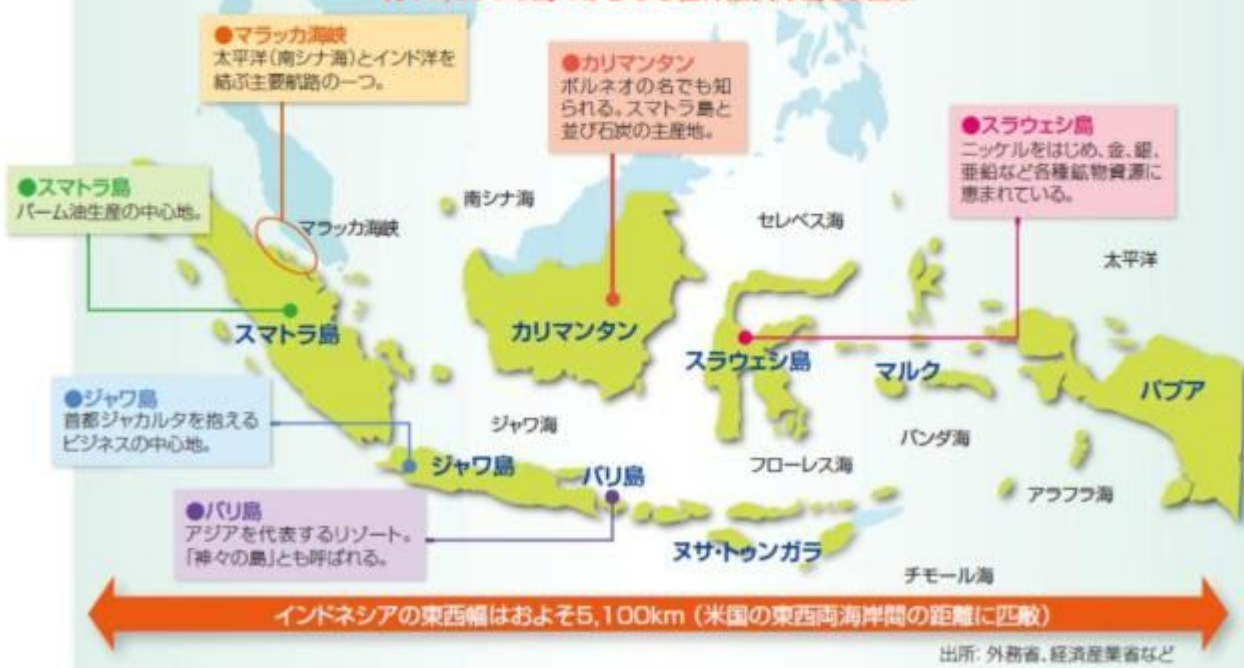 ●マラッカ海峡
太平洋(南シナ海)とインド洋を
結ぶ主要航路の一つ。
●カリマンタン
ボルネオの名でも知
られる。スマトラ島と
並び石炭の主産地。
●スラウェシ島
ニッケルをはじめ、金、銀、
亜鉛など各種鉱物資源に
恵まれている。
●スマトラ島
パーム油生産の中心地。
南シナ海
マラッカ海峡
セレベス海
太平洋
スマトラ島
カリマンタン
スラウェシ島
マルク
パプア
●ジャワ島
首都ジャカルタを抱える
ビジネスの中心地。
ジャワ海
バンダ海
ジャワ島
バリ島
フローレス海
アラフラ海
●バリ島
アジアを代表するリゾート。
「神々の島」とも呼ばれる。
ヌサ・トゥンガラ
チモール海
インドネシアの東西幅はおよそ5,100km(米国の東西両海岸間の距離に匹敵)
出所: 外務省、経済産業省など